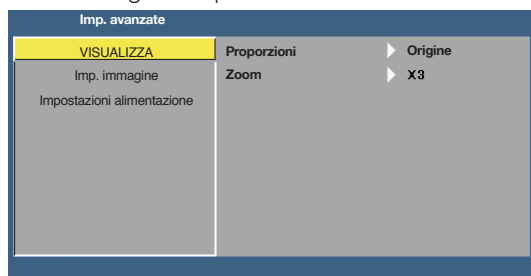 Imp. avanzate
VISUALIZZA
Imp. immagine
Impostazioni alimentazione
Proporzioni Origine
Zoom X3